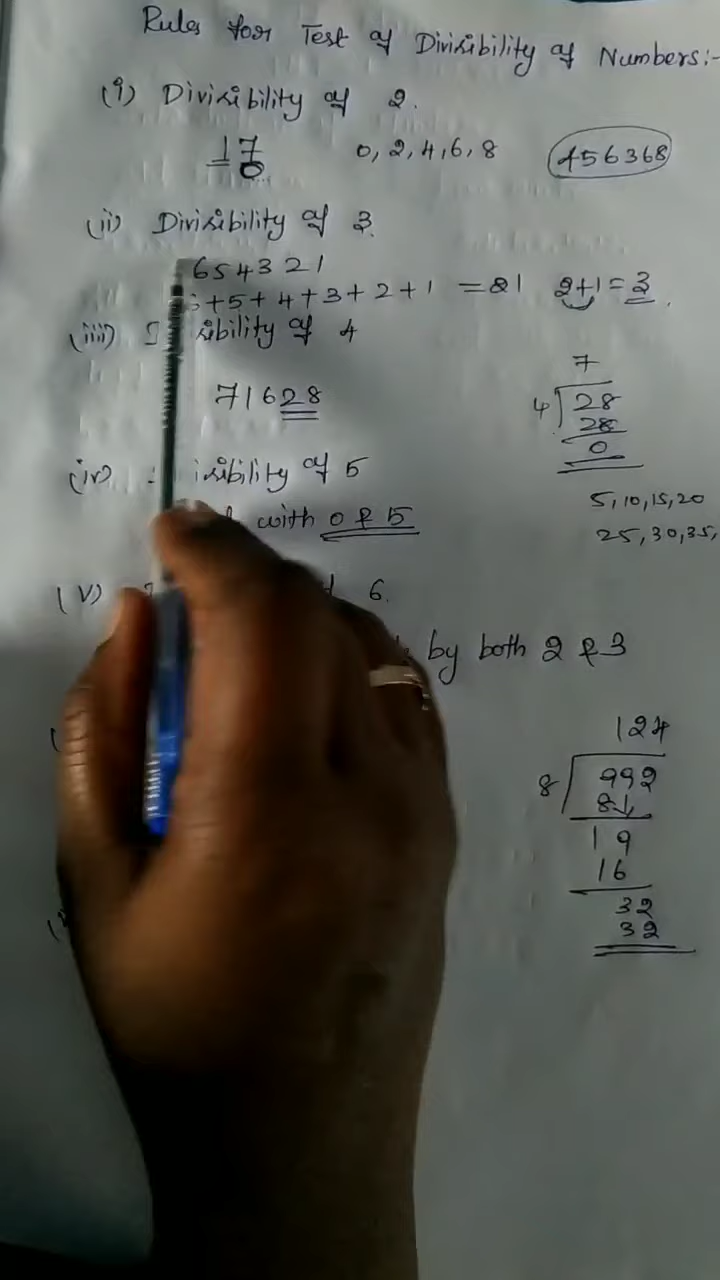 Rules for Test of Divisibility of Numbers:-
(i) Divisibility of 2.
17 0, 2, 4, 6, 8 456368
0
(ii) Divisibility of 3.
654321
+5+4+3+2+1 = 21 2+1 = 3.
(iii) sibility of 4
71628
7
4 28
28
0
(iv) isibility of 5
with 0 & 5
5, 10, 15, 20
25, 30, 35,
(v) 6.
by both 2 & 3
124
8 992
8↓
19
16
32
32